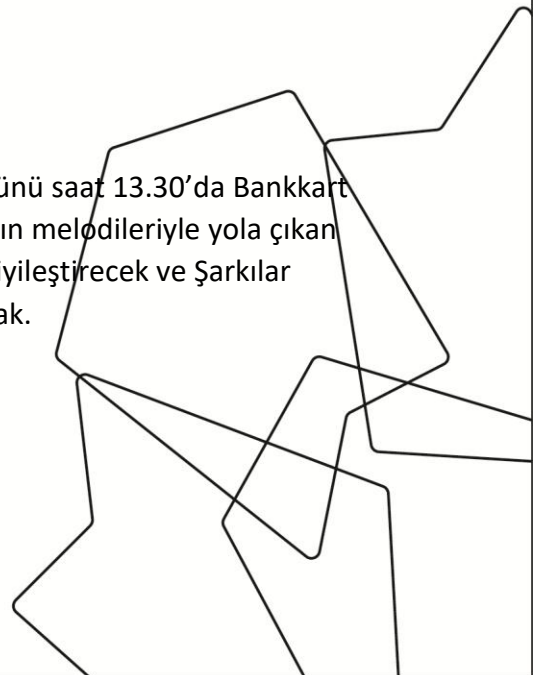 ünü saat 13.30’da Bankkart
ın melodileriyle yola çıkan
iyileştirecek ve Şarkılar
ak.